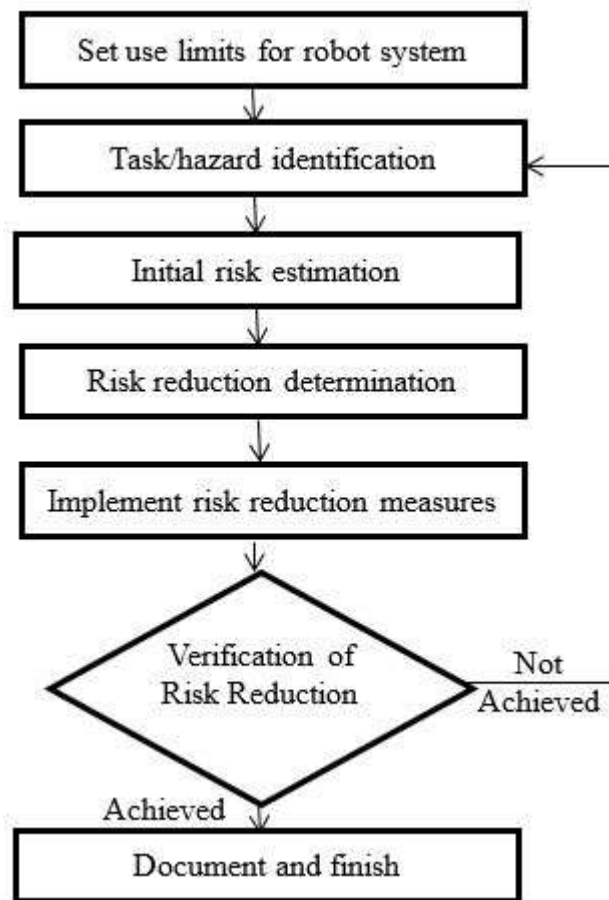 Set use limits for robot system
Task/hazard identification
Initial risk estimation
Risk reduction determination
Implement risk reduction measures
Verification of
Risk Reduction
Not
Achieved
Achieved
Document and finish